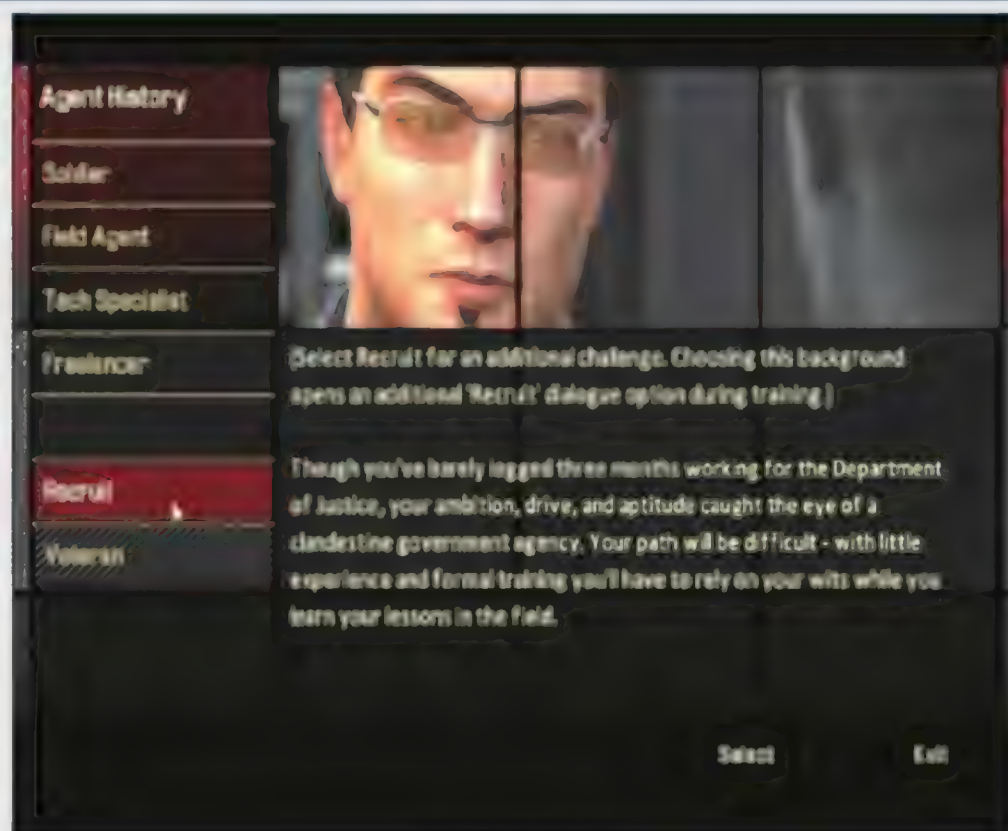 Agent History
Soldier
Field Agent
Tech Specialist
Freelancer
Recruit
Veteran
(Select Recruit for an additional challenge. Choosing this background
opens an additional 'Recruit' dialogue option during training.)
Though you've barely logged three months working for the Department
of Justice, your ambition, drive, and aptitude caught the eye of a
clandestine government agency. Your path will be difficult - with little
experience and formal training you'll have to rely on your wits while you
learn your lessons in the field.
Select
Exit